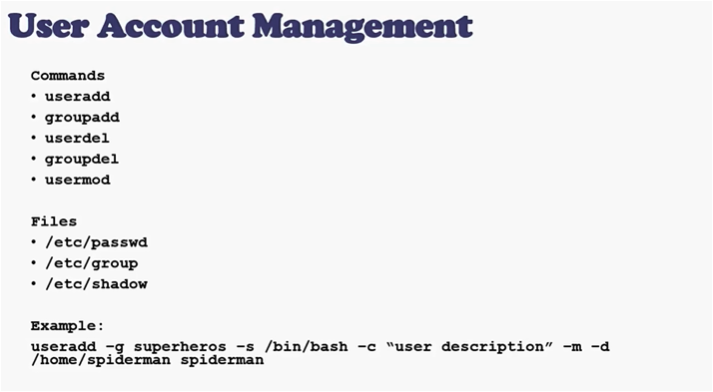 User Account Management
Commands
• useradd
• groupadd
• userdel
• groupdel
• usermod
Files
• /etc/passwd
• /etc/group
• /etc/shadow
Example:
useradd –g superheros –s /bin/bash –c “user description” –m –d
/home/spiderman spiderman